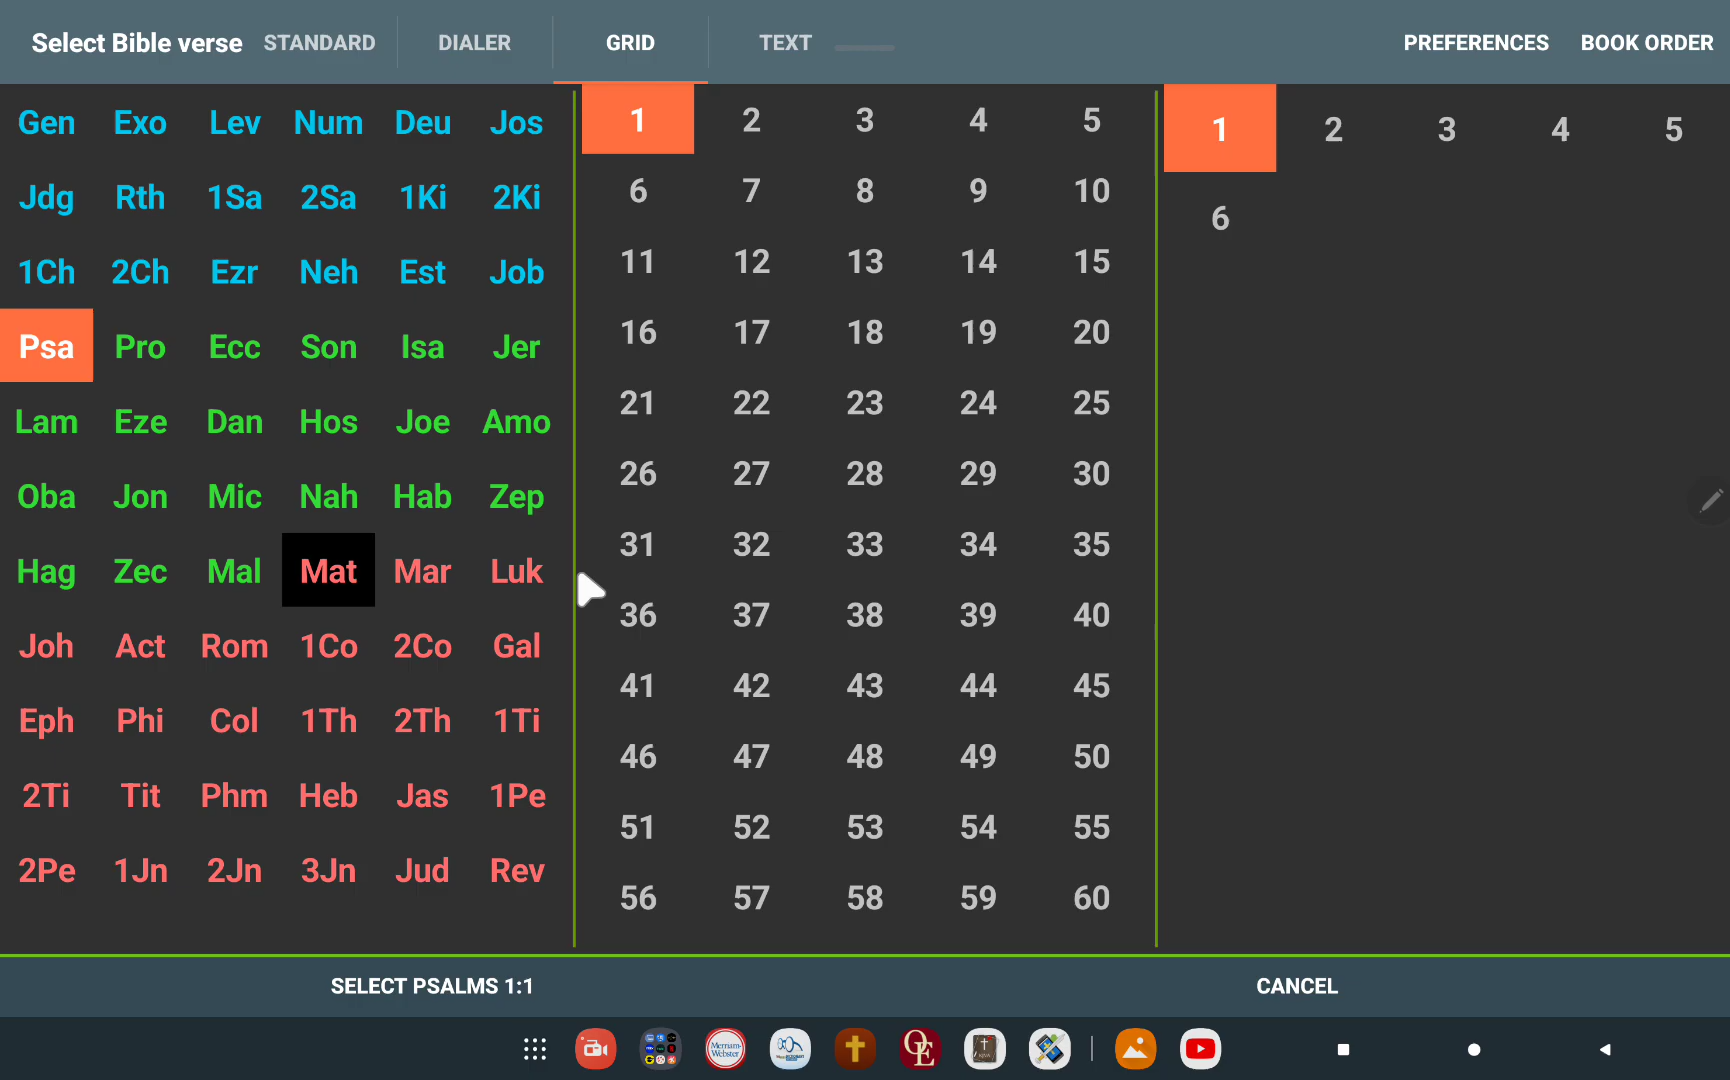 Select Bible verse STANDARD DIALER GRID TEXT PREFERENCES BOOK ORDER
Gen Exo Lev Num Deu Jos
Jdg Rth 1Sa 2Sa 1Ki 2Ki
1Ch 2Ch Ezr Neh Est Job
Psa Pro Ecc Son Isa Jer
Lam Eze Dan Hos Joe Amo
Oba Jon Mic Nah Hab Zep
Hag Zec Mal Mat Mar Luk
Joh Act Rom 1Co 2Co Gal
Eph Phi Col 1Th 2Th 1Ti
2Ti Tit Phm Heb Jas 1Pe
2Pe 1Jn 2Jn 3Jn Jud Rev
1 2 3 4 5
6 7 8 9 10
11 12 13 14 15
16 17 18 19 20
21 22 23 24 25
26 27 28 29 30
31 32 33 34 35
36 37 38 39 40
41 42 43 44 45
46 47 48 49 50
51 52 53 54 55
56 57 58 59 60
1 2 3 4 5
6
SELECT PSALMS 1:1 CANCEL
Merriam-
Webster
OE